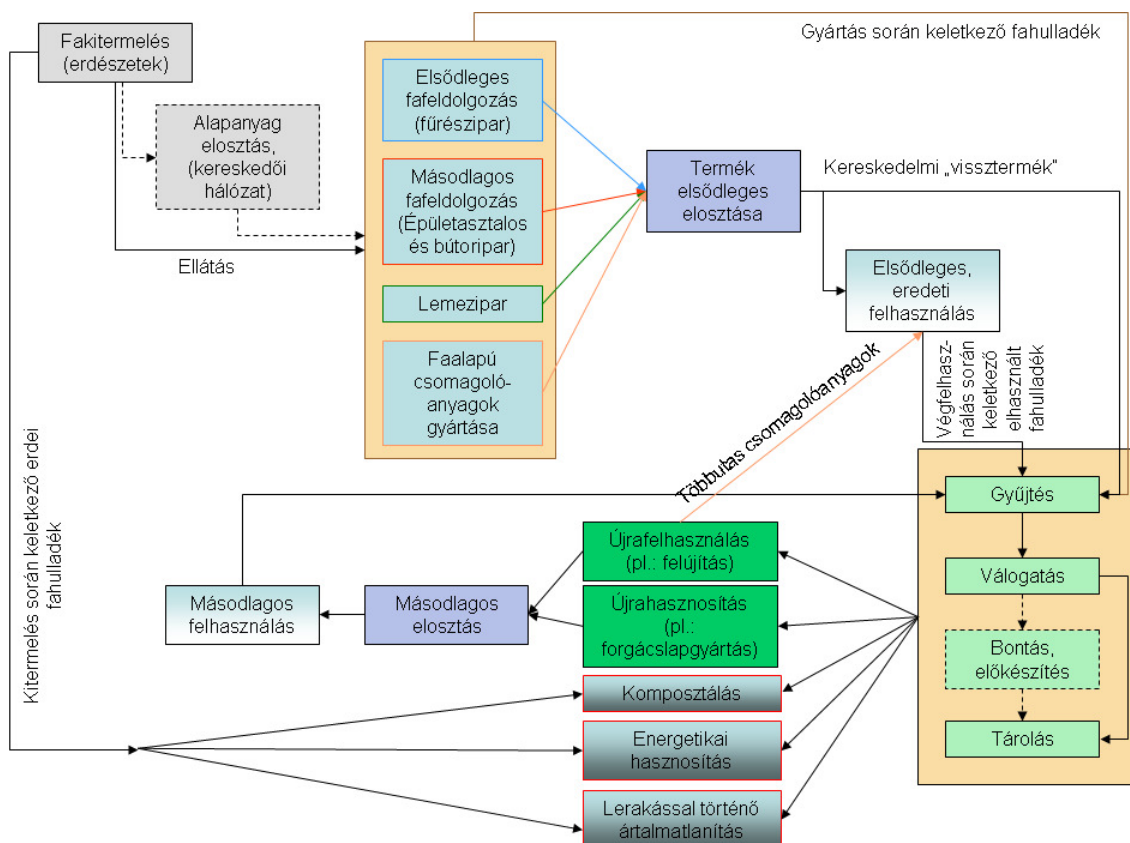 Fakitermelés
(erdészetek)
Gyártás során keletkező fahulladék
Elsődleges
fafeldolgozás
(fűrészipar)
Alapanyag
elosztás,
(kereskedői
hálózat)
Másodlagos
fafeldolgozás
(Épületasztalos
és bútoripar)
Termék
elsődleges
elosztása
Kereskedelmi „vissztermék”
Ellátás
Elsődleges,
eredeti
felhasználás
Lemezipar
Faalapú
csomagoló-
anyagok
gyártása
Többutas csomagolóanyagok
Végfelhasz-
nálás során
keletkező
elhasznált
fahulladék
Kitermelés során keletkező erdei
fahulladék
Gyűjtés
Újrafelhasználás
(pl.: felújítás)
Válogatás
Másodlagos
felhasználás
Másodlagos
elosztás
Újrahasznosítás
(pl.:
forgácslapgyártás)
Bontás,
előkészítés
Komposztálás
Energetikai
hasznosítás
Tárolás
Lerakással történő
ártalmatlanítás